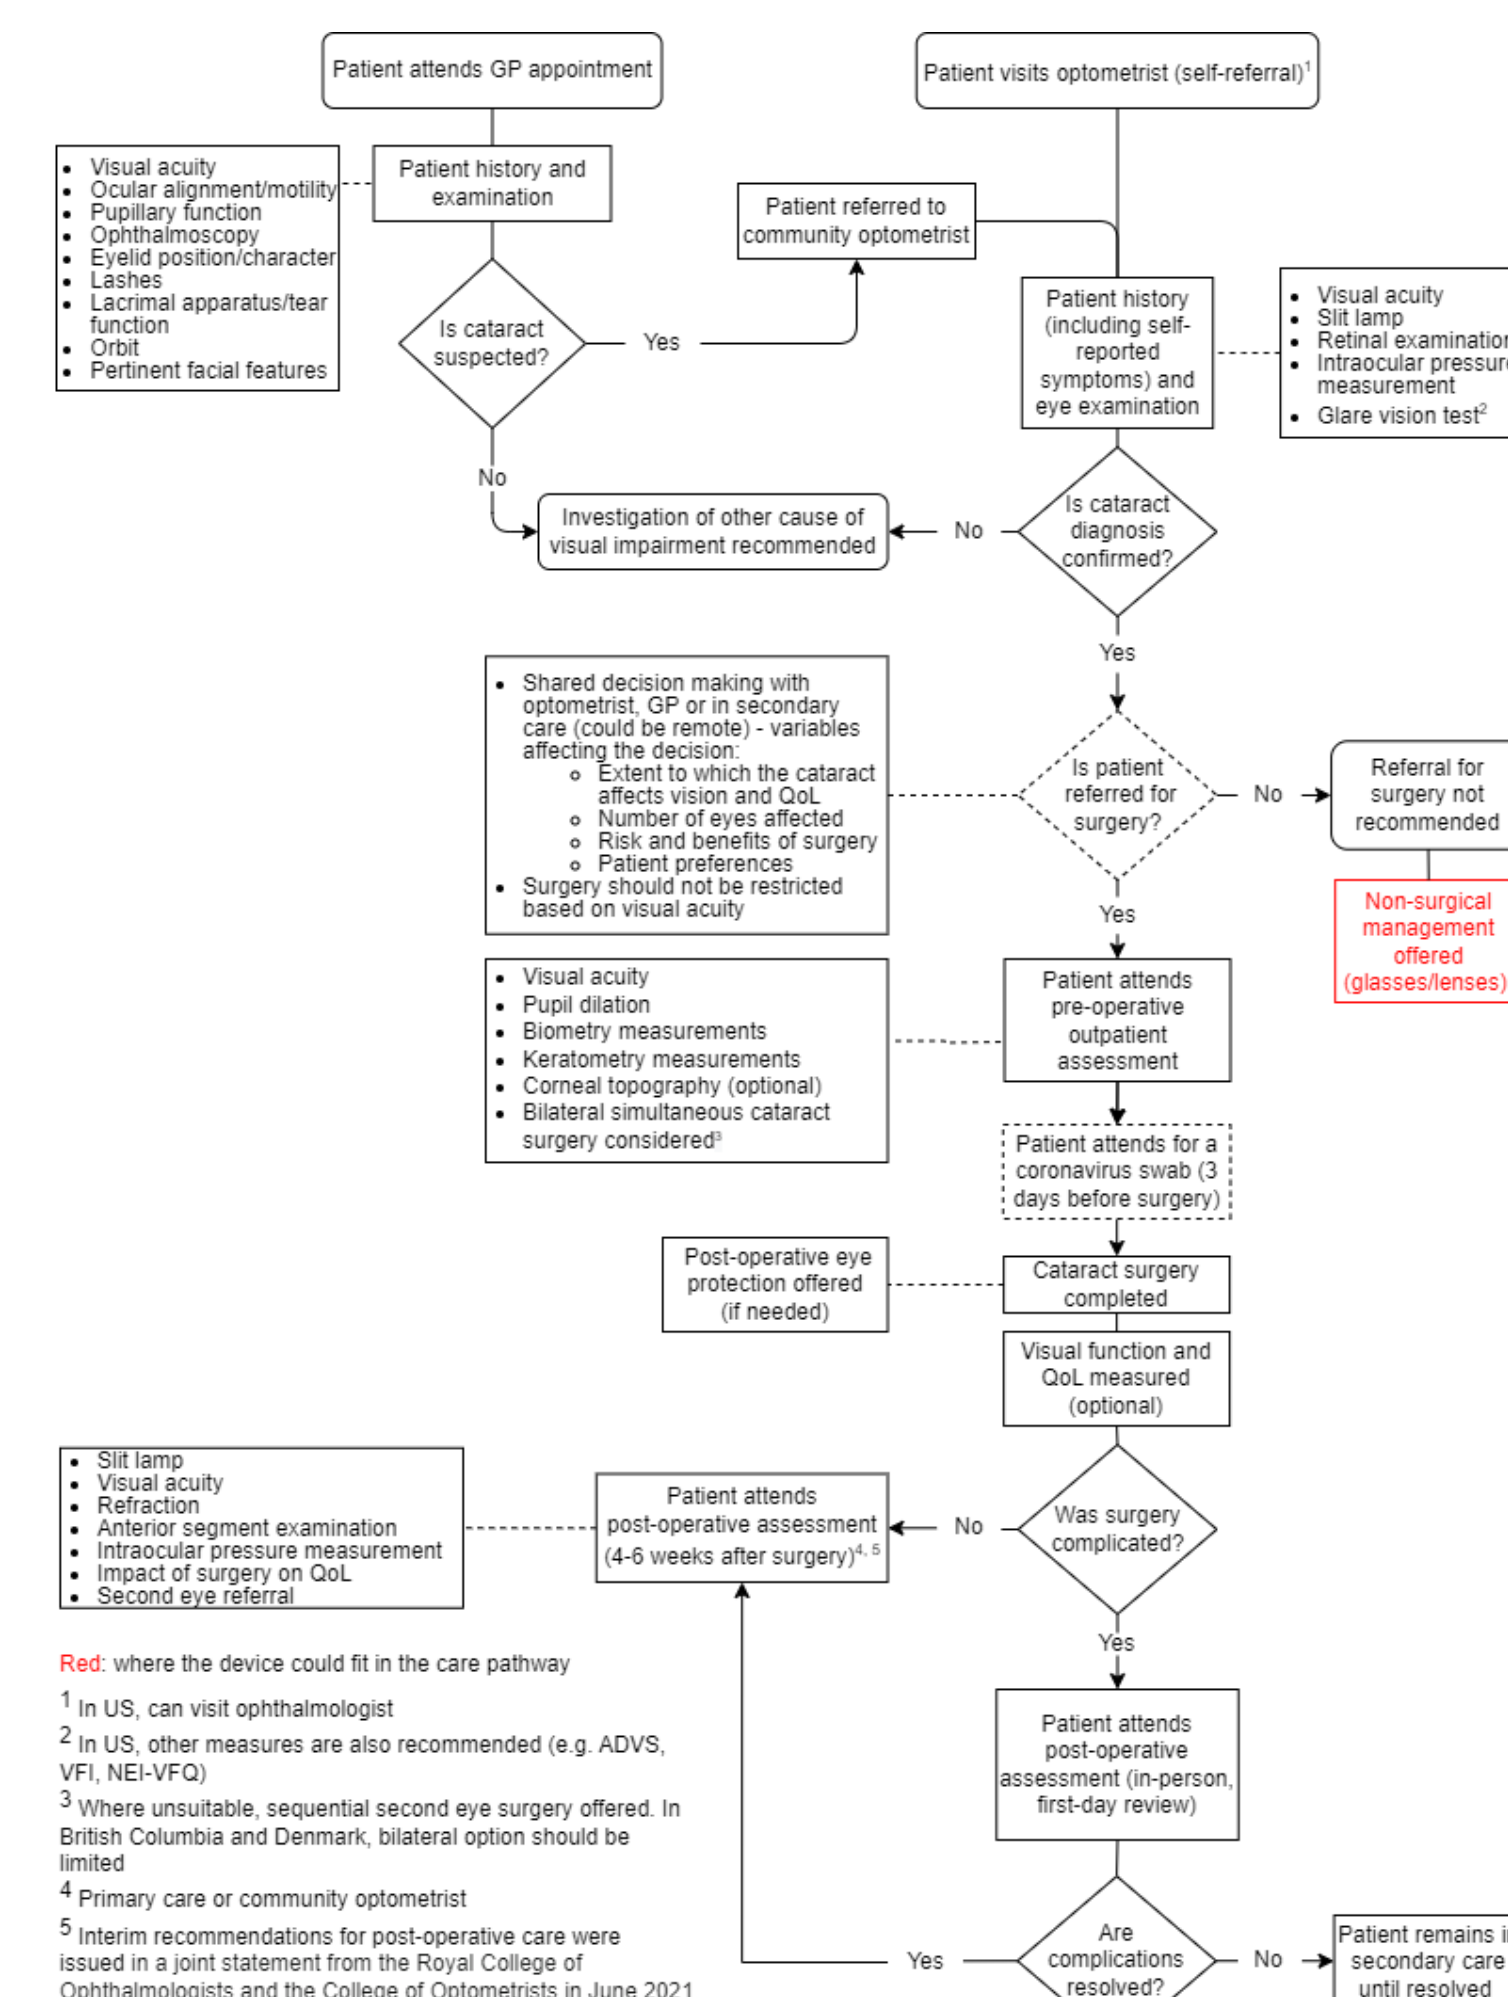 Patient attends GP appointment
Patient visits optometrist (self-referral)1
• Visual acuity
• Ocular alignment/motility
• Pupillary function
• Ophthalmoscopy
• Eyelid position/character
• Lashes
• Lacrimal apparatus/tear
function
• Orbit
• Pertinent facial features
Patient history and
examination
Patient referred to
community optometrist
Is cataract
suspected?
Yes
No
Patient history
(including self-
reported
symptoms) and
eye examination
• Visual acuity
• Slit lamp
• Retinal examination
• Intraocular pressure
measurement
• Glare vision test2
Investigation of other cause of
visual impairment recommended
No
Is cataract
diagnosis
confirmed?
Yes
• Shared decision making with
optometrist, GP or in secondary
care (could be remote) - variables
affecting the decision:
○ Extent to which the cataract
affects vision and QoL
○ Number of eyes affected
○ Risk and benefits of surgery
○ Patient preferences
• Surgery should not be restricted
based on visual acuity
Is patient
referred for
surgery?
No
Referral for
surgery not
recommended
Non-surgical
management
offered
(glasses/lenses)
Yes
• Visual acuity
• Pupil dilation
• Biometry measurements
• Keratometry measurements
• Corneal topography (optional)
• Bilateral simultaneous cataract
surgery considered3
Patient attends
pre-operative
outpatient
assessment
Patient attends for a
coronavirus swab (3
days before surgery)
Post-operative eye
protection offered
(if needed)
Cataract surgery
completed
Visual function and
QoL measured
(optional)
• Slit lamp
• Visual acuity
• Refraction
• Anterior segment examination
• Intraocular pressure measurement
• Impact of surgery on QoL
• Second eye referral
Patient attends
post-operative assessment
(4-6 weeks after surgery)4, 5
No
Was surgery
complicated?
Yes
Patient attends
post-operative
assessment (in-person,
first-day review)
Are
complications
resolved?
Yes
No
Patient remains in
secondary care
until resolved
Red: where the device could fit in the care pathway
1 In US, can visit ophthalmologist
2 In US, other measures are also recommended (e.g. ADVS,
VFI, NEI-VFQ)
3 Where unsuitable, sequential second eye surgery offered. In
British Columbia and Denmark, bilateral option should be
limited
4 Primary care or community optometrist
5 Interim recommendations for post-operative care were
issued in a joint statement from the Royal College of
Ophthalmologists and the College of Optometrists in June 2021